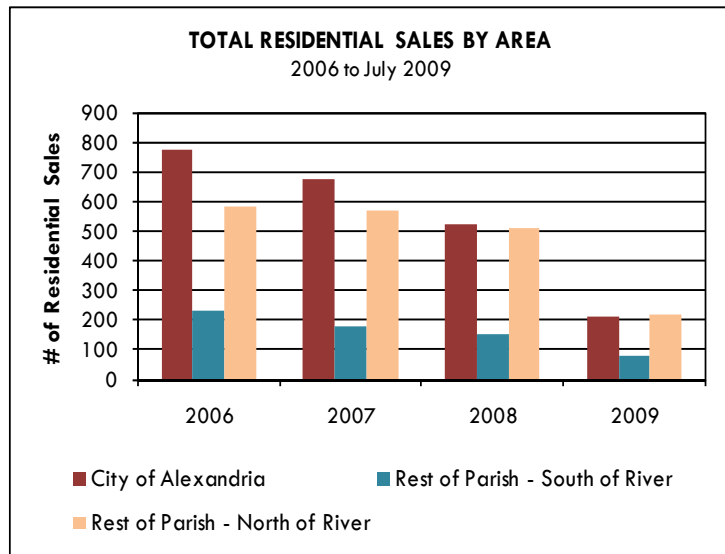 TOTAL RESIDENTIAL SALES BY AREA
2006 to July 2009
# of Residential Sales
900
800
700
600
500
400
300
200
100
0
2006 2007 2008 2009
City of Alexandria Rest of Parish - South of River
Rest of Parish - North of River